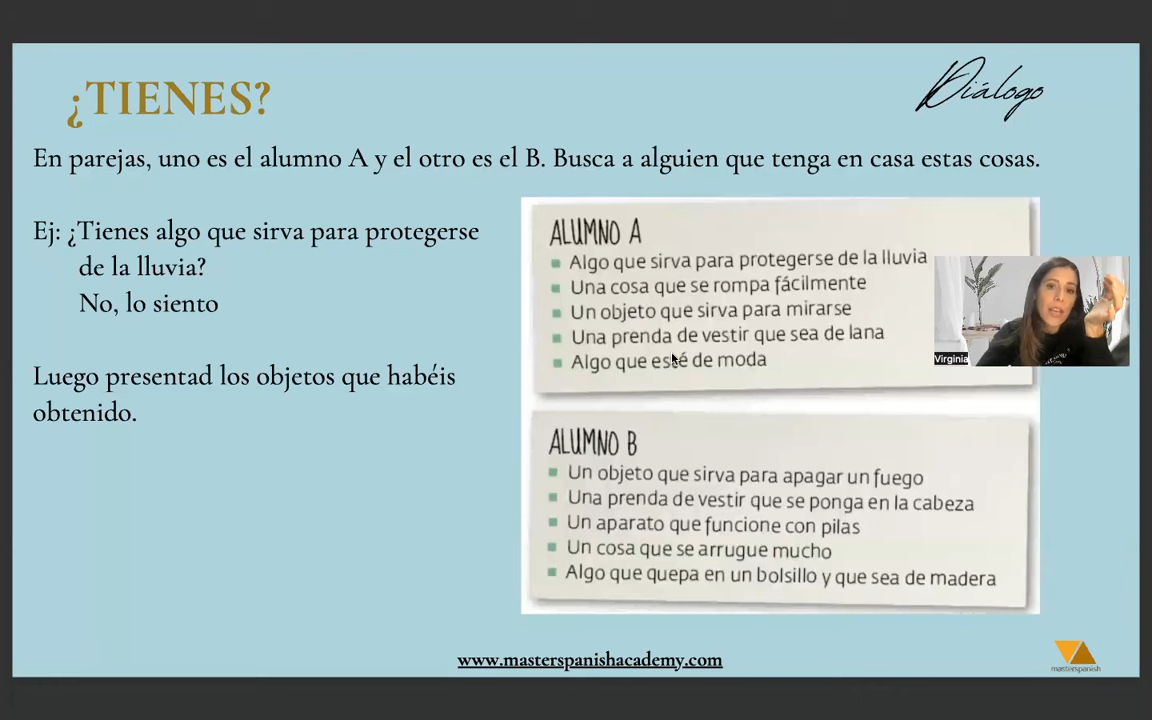 ¿TIENES?
Diálogo
En parejas, uno es el alumno A y el otro es el B. Busca a alguien que tenga en casa estas cosas.
Ej: ¿Tienes algo que sirva para protegerse
de la lluvia?
No, lo siento
Luego presentad los objetos que habéis
obtenido.
ALUMNO A
Algo que sirva para protegerse de la lluvia
Una cosa que se rompa fácilmente
Un objeto que sirva para mirarse
Una prenda de vestir que sea de lana
Algo que esté de moda
Virginia
ALUMNO B
Un objeto que sirva para apagar un fuego
Una prenda de vestir que se ponga en la cabeza
Un aparato que funcione con pilas
Un cosa que se arrugue mucho
Algo que quepa en un bolsillo y que sea de madera
www.masterspanishacademy.com
masterspanish